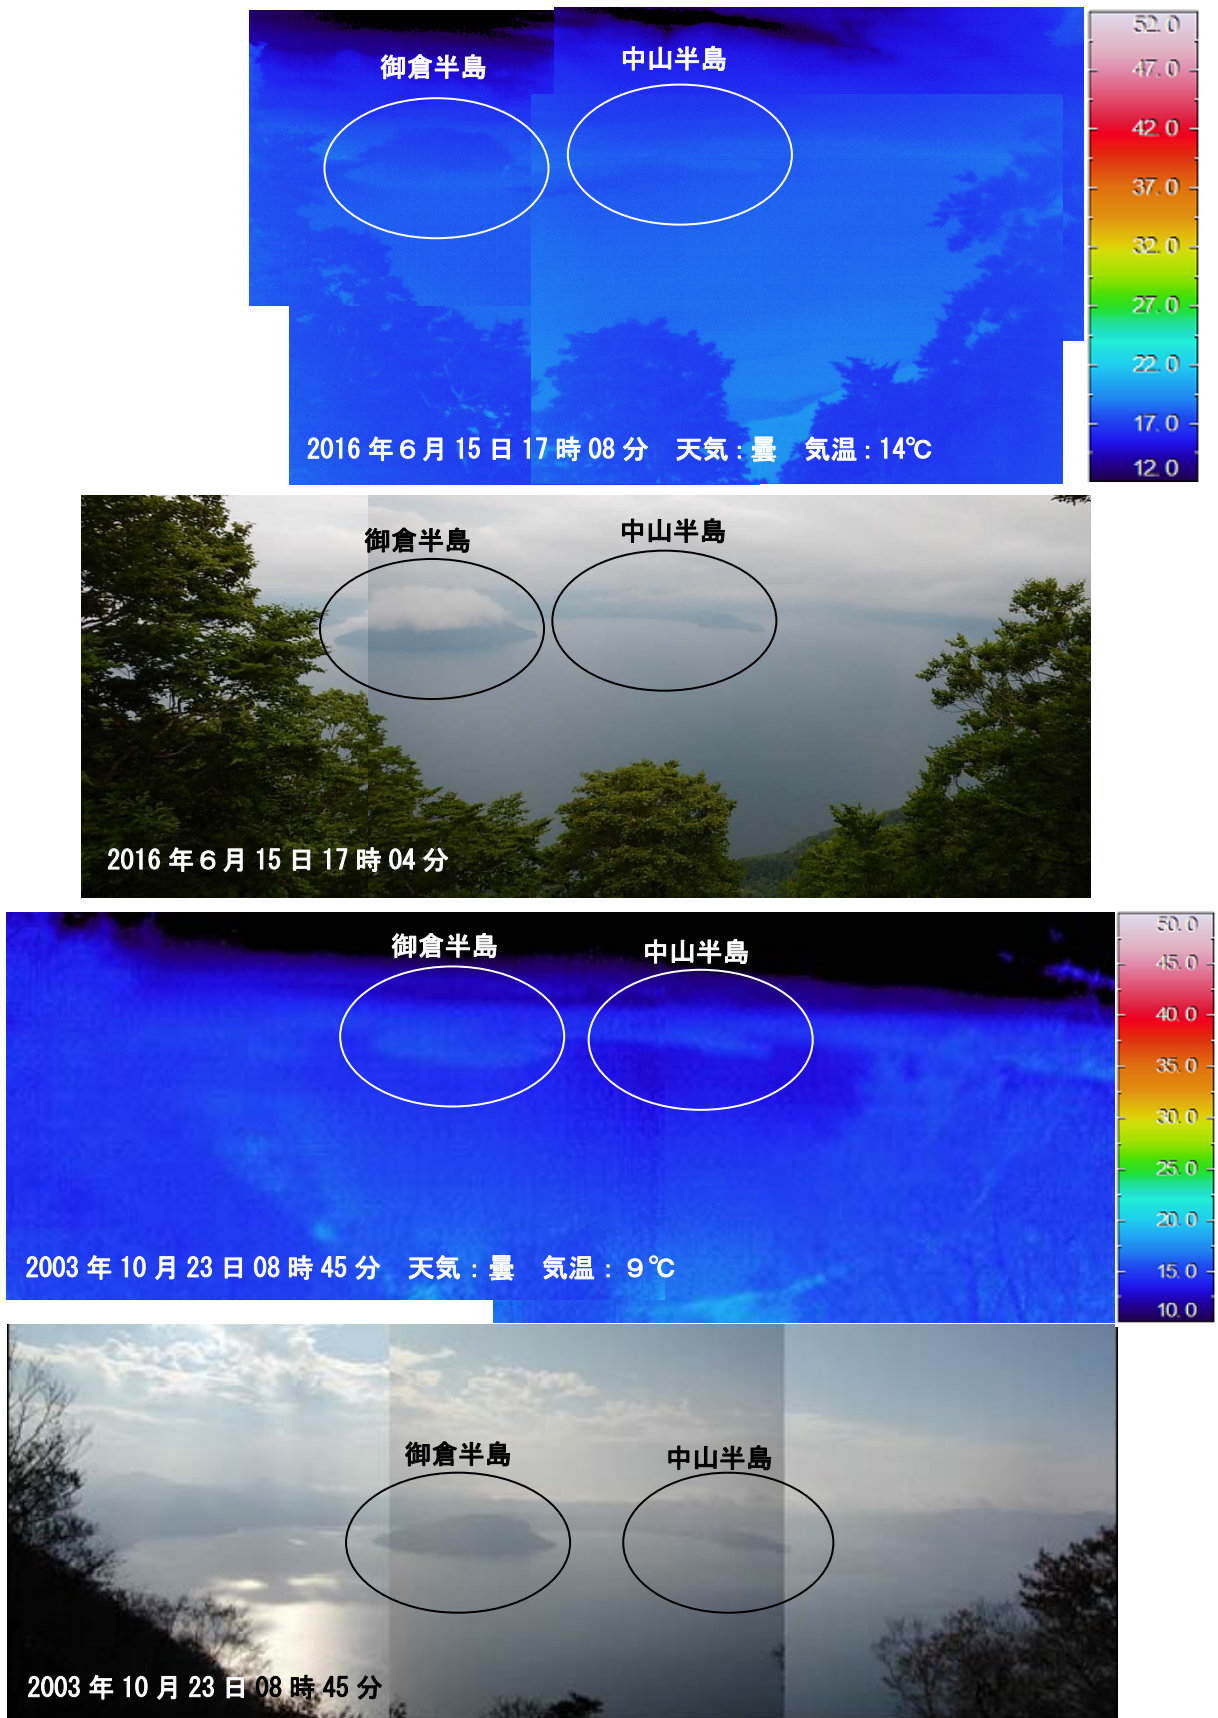 御倉半島
中山半島
52.0
47.0
42.0
37.0
32.0
27.0
22.0
17.0
12.0
2016年6月15日17時08分 天気：曇 気温：14℃
御倉半島
中山半島
2016年6月15日17時04分
御倉半島
中山半島
50.0
45.0
40.0
35.0
30.0
25.0
20.0
15.0
10.0
2003年10月23日08時45分 天気：曇 気温：9℃
御倉半島
中山半島
2003年10月23日08時45分